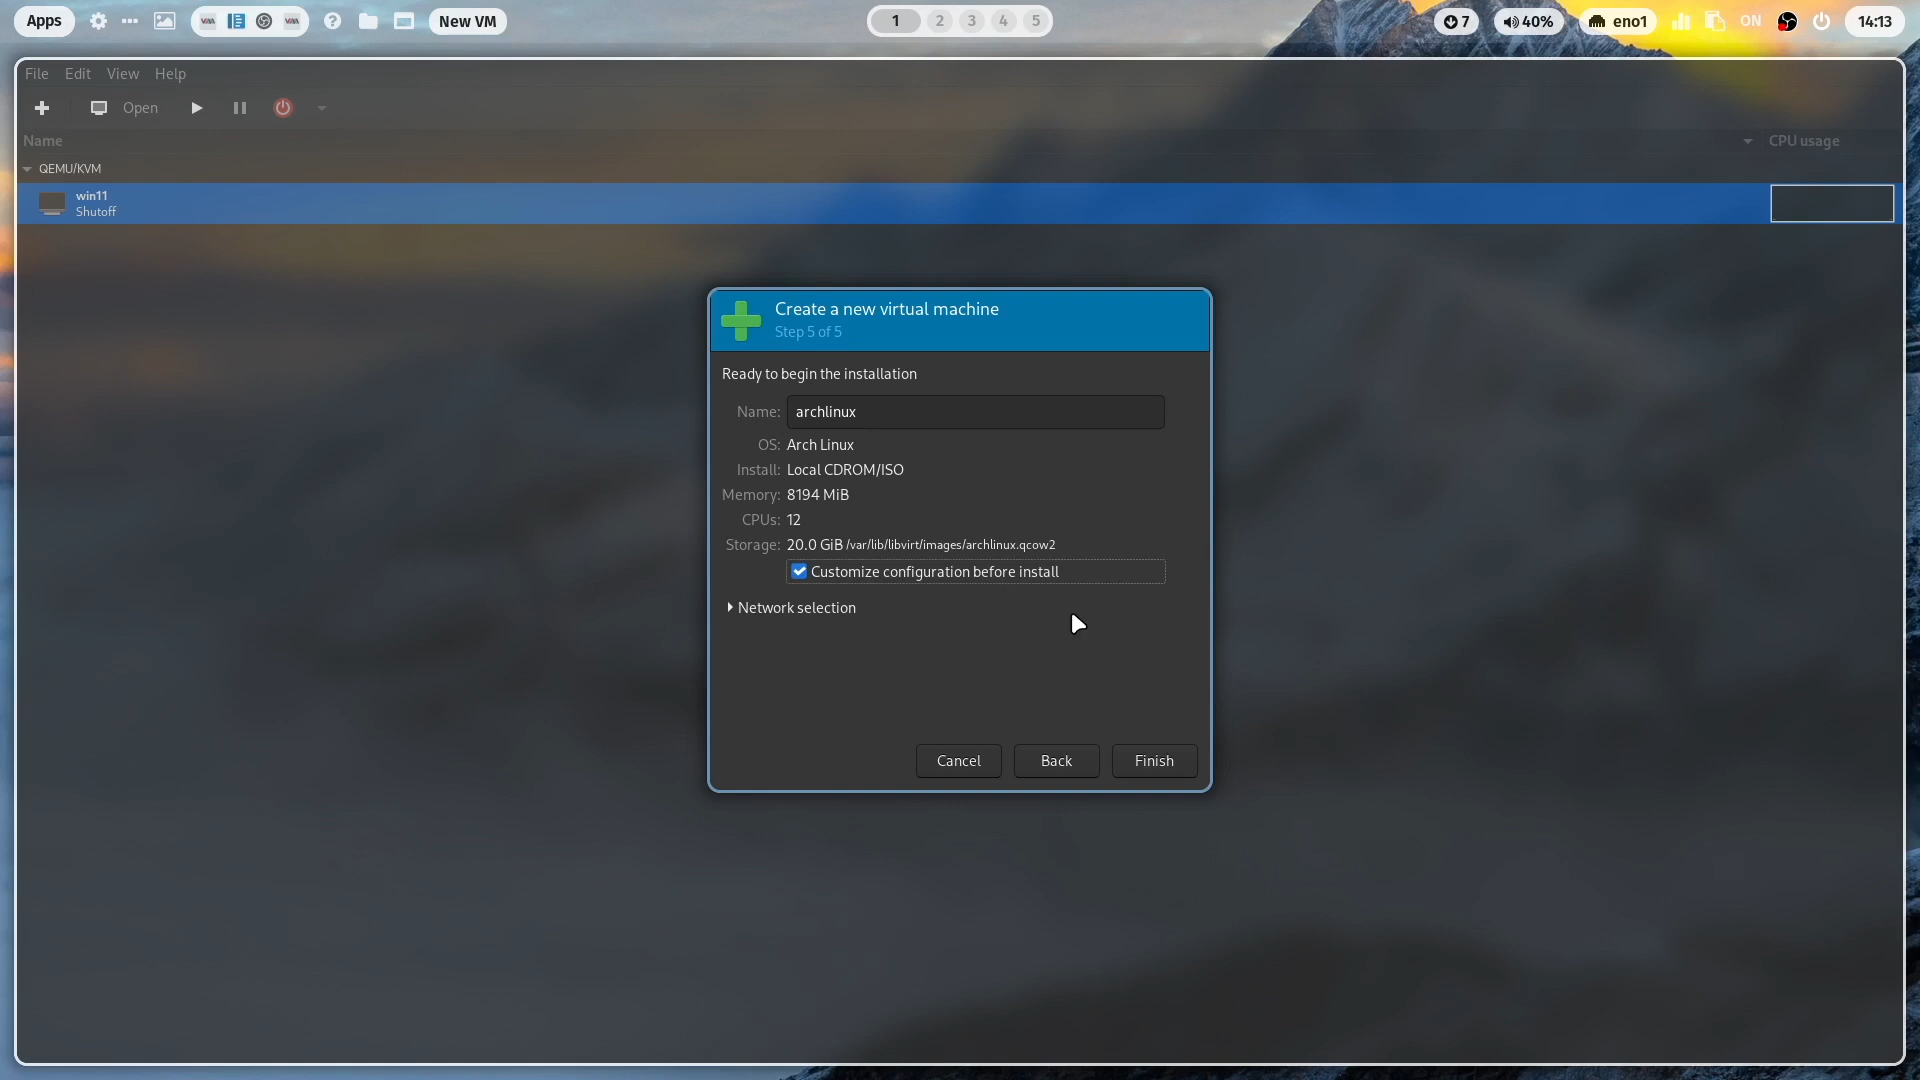 Apps
New VM
1 2 3 4 5
7
40%
eno1
ON
14:13
File Edit View Help
Open
Name
CPU usage
QEMU/KVM
win11
Shutoff
Create a new virtual machine
Step 5 of 5
Ready to begin the installation
Name: archlinux
OS: Arch Linux
Install: Local CDROM/ISO
Memory: 8194 MiB
CPUs: 12
Storage: 20.0 GiB /var/lib/libvirt/images/archlinux.qcow2
Customize configuration before install
Network selection
Cancel Back Finish